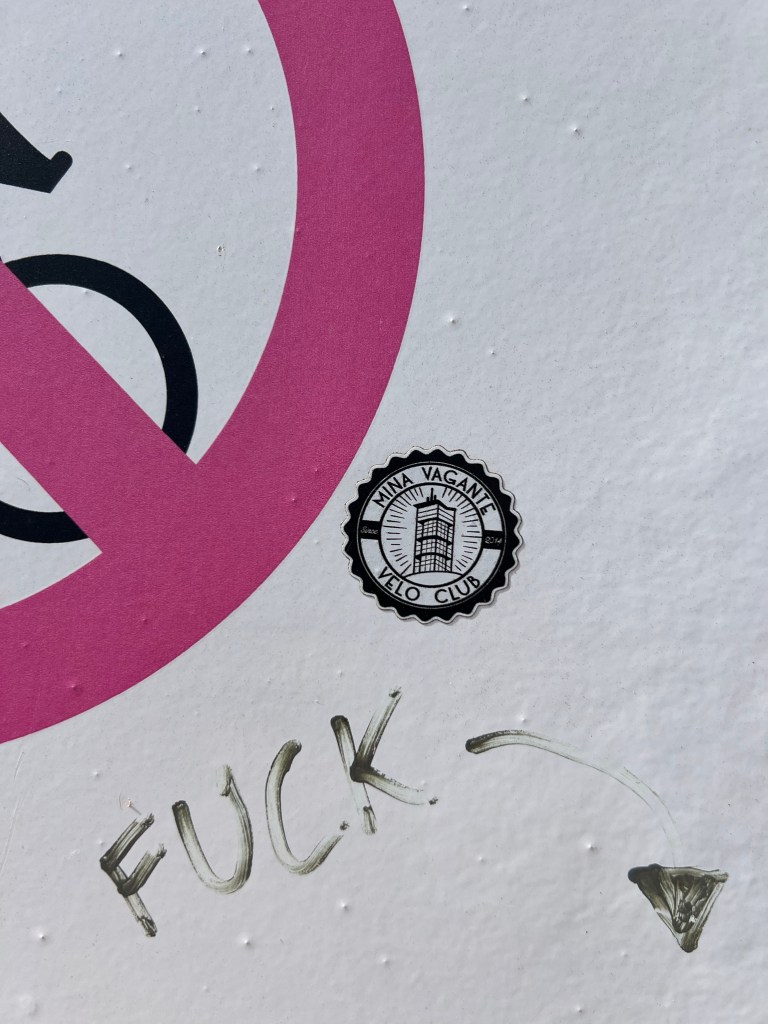 MINA VAGANTE
Since 2014
VELO CLUB
FUCK